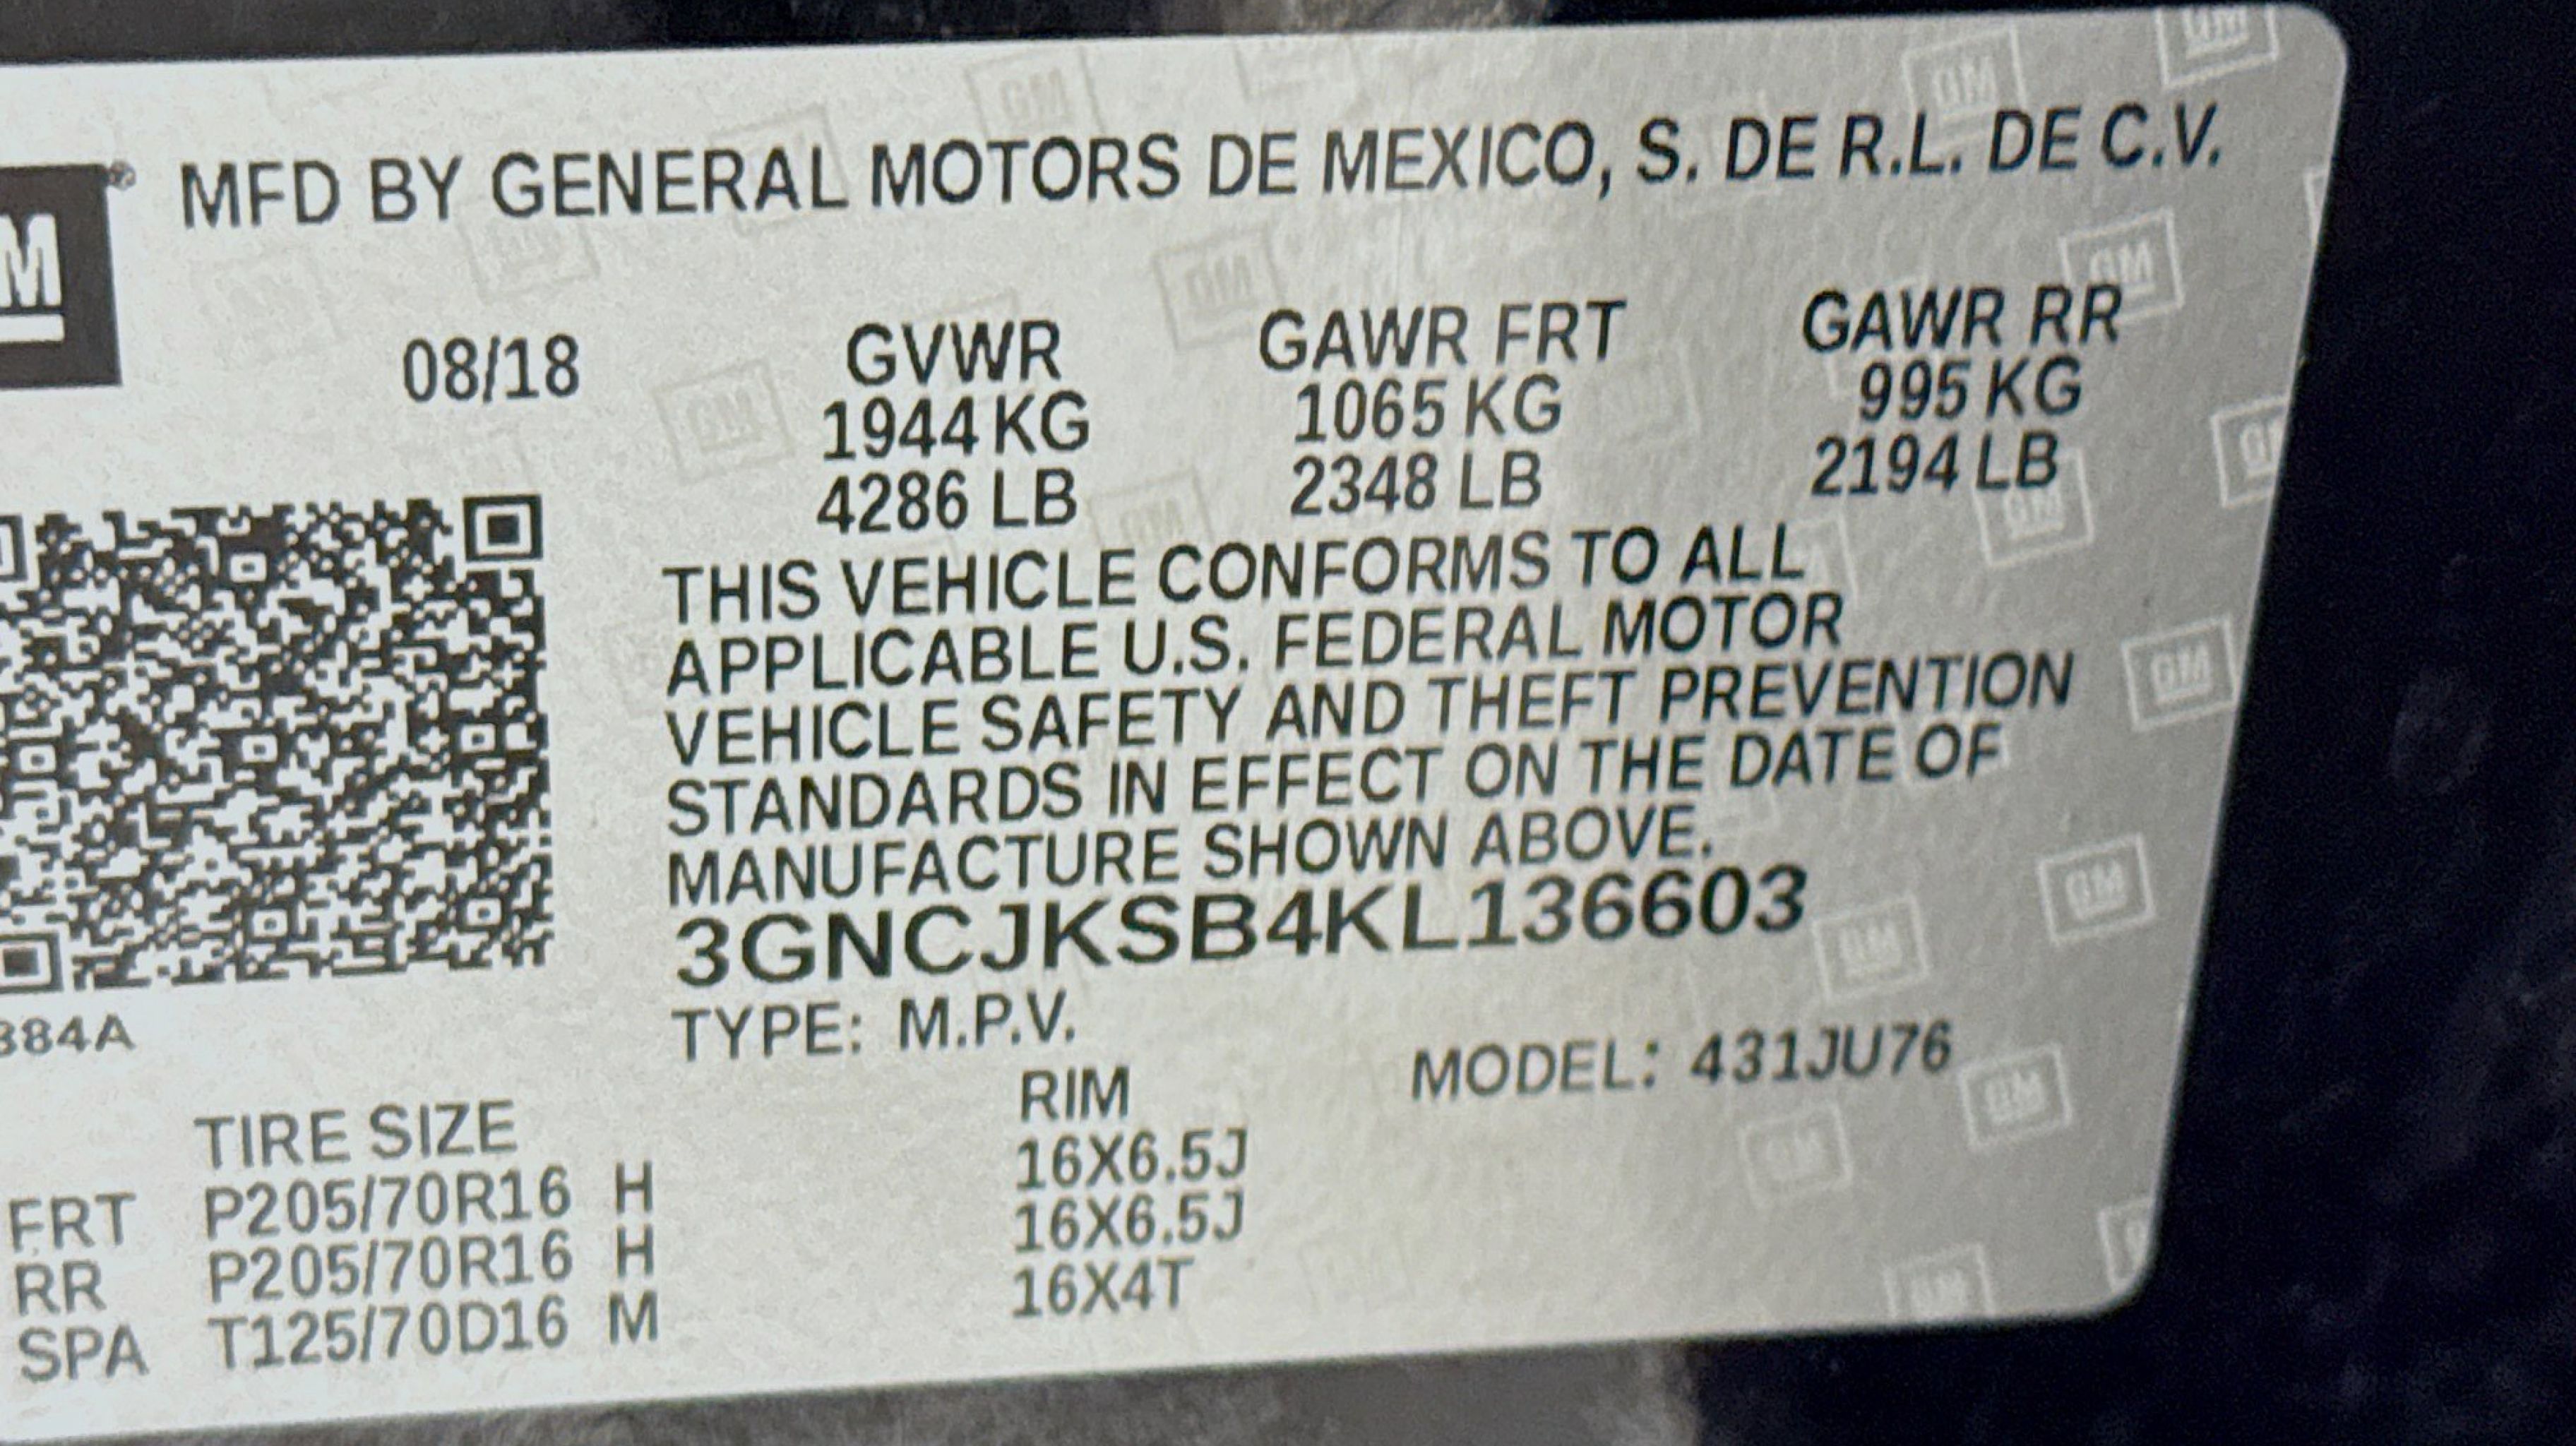 MFD BY GENERAL MOTORS DE MEXICO, S. DE R.L. DE C.V.
08/18 GVWR GAWR FRT GAWR RR
1944 KG 1065 KG 995 KG
4286 LB 2348 LB 2194 LB
THIS VEHICLE CONFORMS TO ALL
APPLICABLE U.S. FEDERAL MOTOR
VEHICLE SAFETY AND THEFT PREVENTION
STANDARDS IN EFFECT ON THE DATE OF
MANUFACTURE SHOWN ABOVE.
3GNCJKSB4KL136603
384A
TYPE: M.P.V.
MODEL: 431JU76
TIRE SIZE RIM
FRT P205/70R16 H 16X6.5J
RR P205/70R16 H 16X6.5J
SPA T125/70D16 M 16X4T